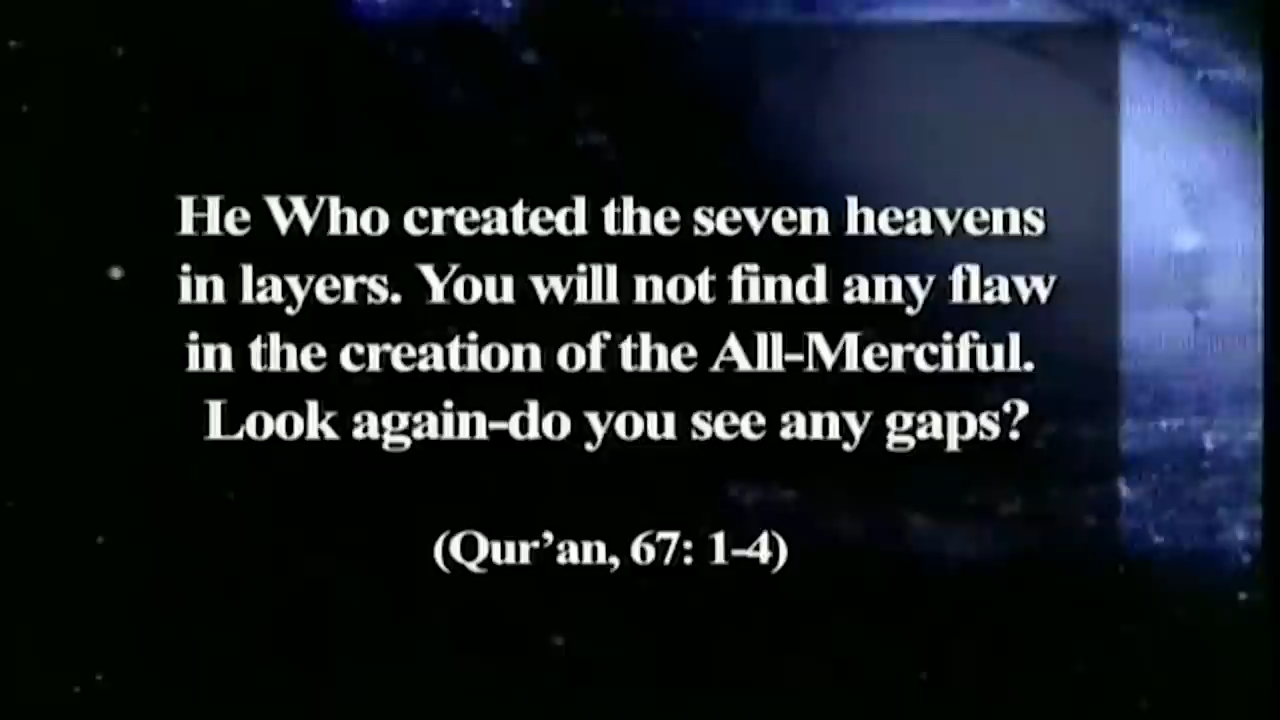 He Who created the seven heavens
in layers. You will not find any flaw
in the creation of the All-Merciful.
Look again-do you see any gaps?
(Qur’an, 67: 1-4)